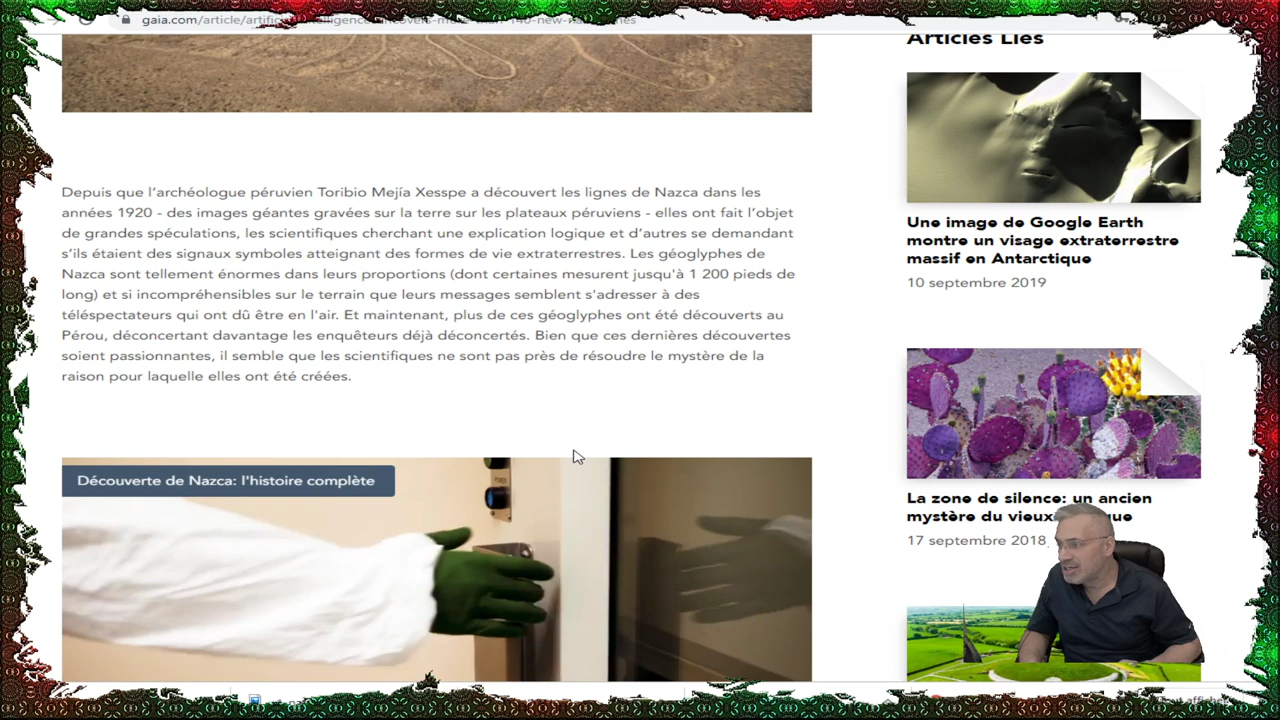 gaia.com/article/artific
Articles Liés
Depuis que l'archéologue péruvien Toribio Mejía Xesspe a découvert les lignes de Nazca dans les
années 1920 - des images géantes gravées sur la terre sur les plateaux péruviens - elles ont fait l'objet
de grandes spéculations, les scientifiques cherchant une explication logique et d'autres se demandant
s'ils étaient des signaux symboles atteignant des formes de vie extraterrestres. Les géoglyphes de
Nazca sont tellement énormes dans leurs proportions (dont certaines mesurent jusqu'à 1 200 pieds de
long) et si incompréhensibles sur le terrain que leurs messages semblent s'adresser à des
téléspectateurs qui ont dû être en l'air. Et maintenant, plus de ces géoglyphes ont été découverts au
Pérou, déconcertant davantage les enquêteurs déjà déconcertés. Bien que ces dernières découvertes
soient passionnantes, il semble que les scientifiques ne sont pas près de résoudre le mystère de la
raison pour laquelle elles ont été créées.
Découverte de Nazca: l'histoire complète
Une image de Google Earth
montre un visage extraterrestre
massif en Antarctique
10 septembre 2019
La zone de silence: un ancien
mystère du vieux
17 septembre 2018